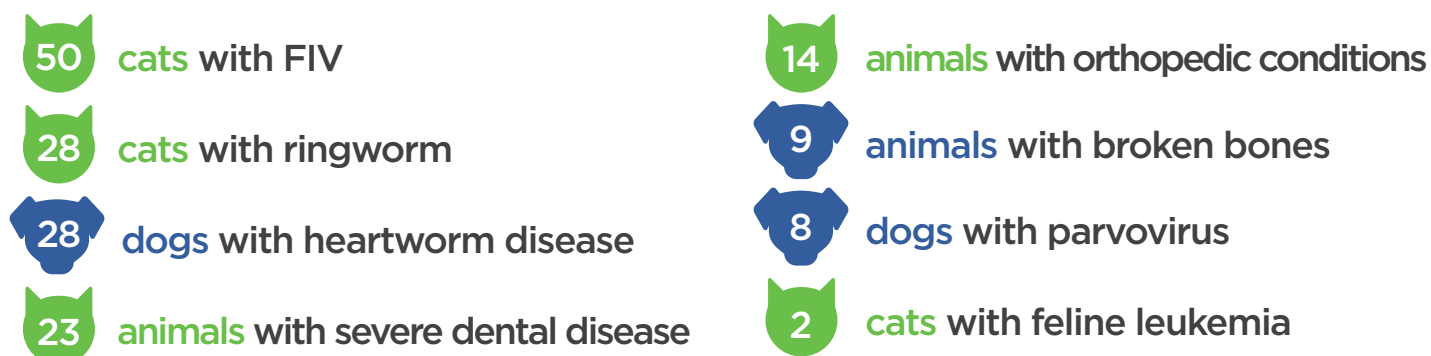 50 cats with FIV
28 cats with ringworm
28 dogs with heartworm disease
23 animals with severe dental disease
14 animals with orthopedic conditions
9 animals with broken bones
8 dogs with parvovirus
2 cats with feline leukemia